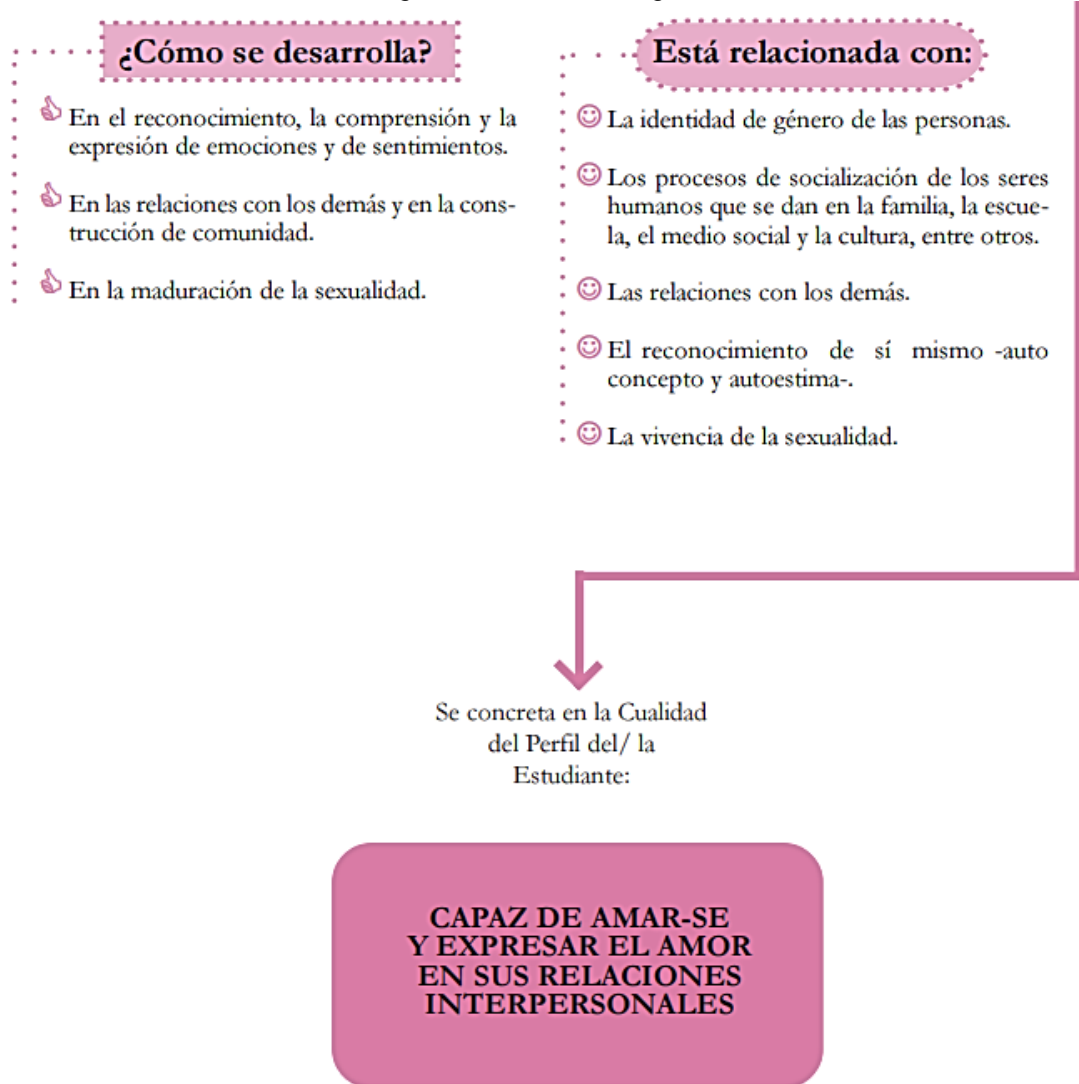 ¿Cómo se desarrolla?
En el reconocimiento, la comprensión y la
expresión de emociones y de sentimientos.
En las relaciones con los demás y en la cons-
trucción de comunidad.
En la maduración de la sexualidad.
Está relacionada con:
La identidad de género de las personas.
Los procesos de socialización de los seres
humanos que se dan en la familia, la escue-
la, el medio social y la cultura, entre otros.
Las relaciones con los demás.
El reconocimiento de sí mismo -auto
concepto y autoestima-.
La vivencia de la sexualidad.
Se concreta en la Cualidad
del Perfil del/ la
Estudiante:
CAPAZ DE AMAR-SE
Y EXPRESAR EL AMOR
EN SUS RELACIONES
INTERPERSONALES